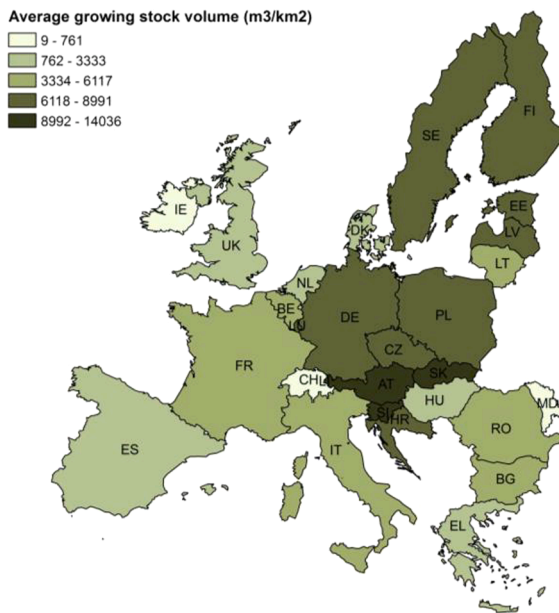 Average growing stock volume (m3/km2)
9 - 761
762 - 3333
3334 - 6117
6118 - 8991
8992 - 14036
FI
SE
EE
LV
IE
DK
LT
UK
NL
BE
DE
PL
LU
CZ
FR
SK
CH
LI
AT
HU
MD
SI
HR
RO
ES
IT
BG
EL